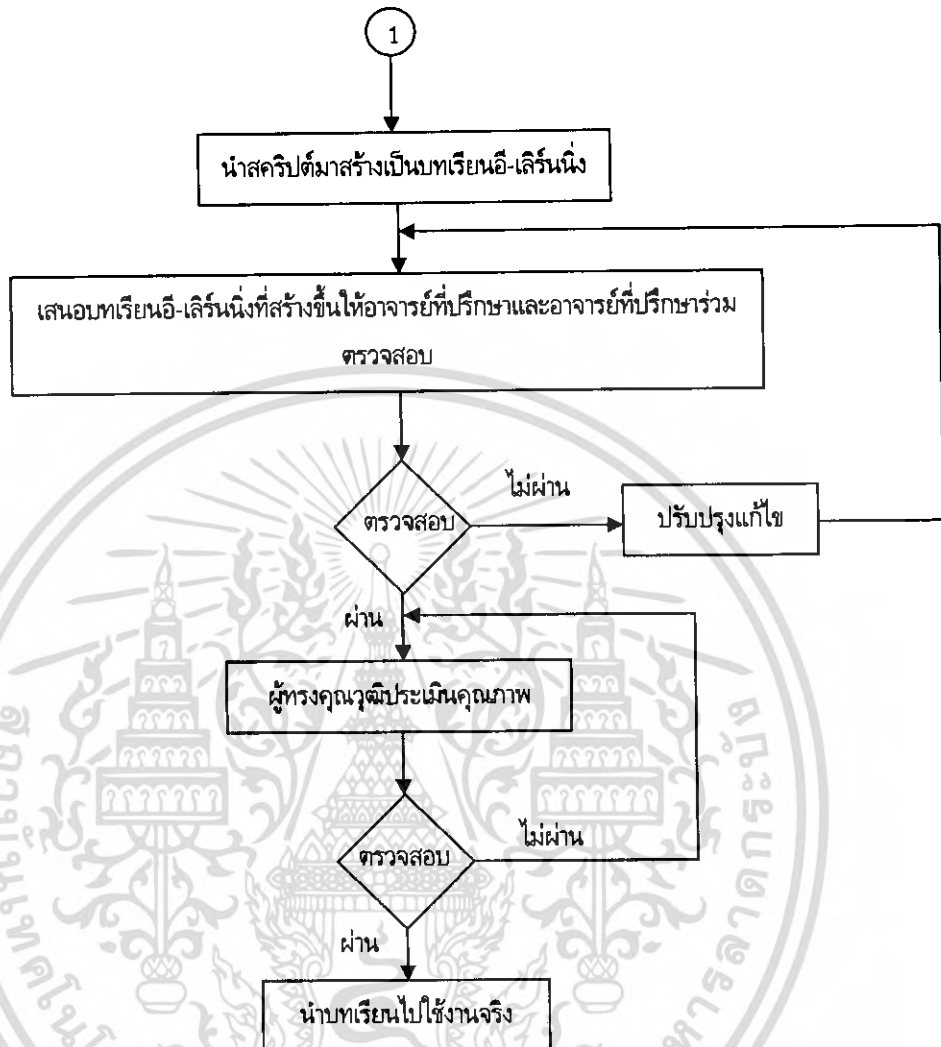 1
นำสคริปต์มาสร้างเป็นบทเรียนอี-เลิร์นนิ่ง
เสนอบทเรียนอี-เลิร์นนิ่งที่สร้างขึ้นให้อาจารย์ที่ปรึกษาและอาจารย์ที่ปรึกษาร่วม
ตรวจสอบ
ตรวจสอบ
ไม่ผ่าน
ปรับปรุงแก้ไข
ผ่าน
ผู้ทรงคุณวุฒิประเมินคุณภาพ
ตรวจสอบ
ไม่ผ่าน
ผ่าน
นำบทเรียนไปใช้งานจริง